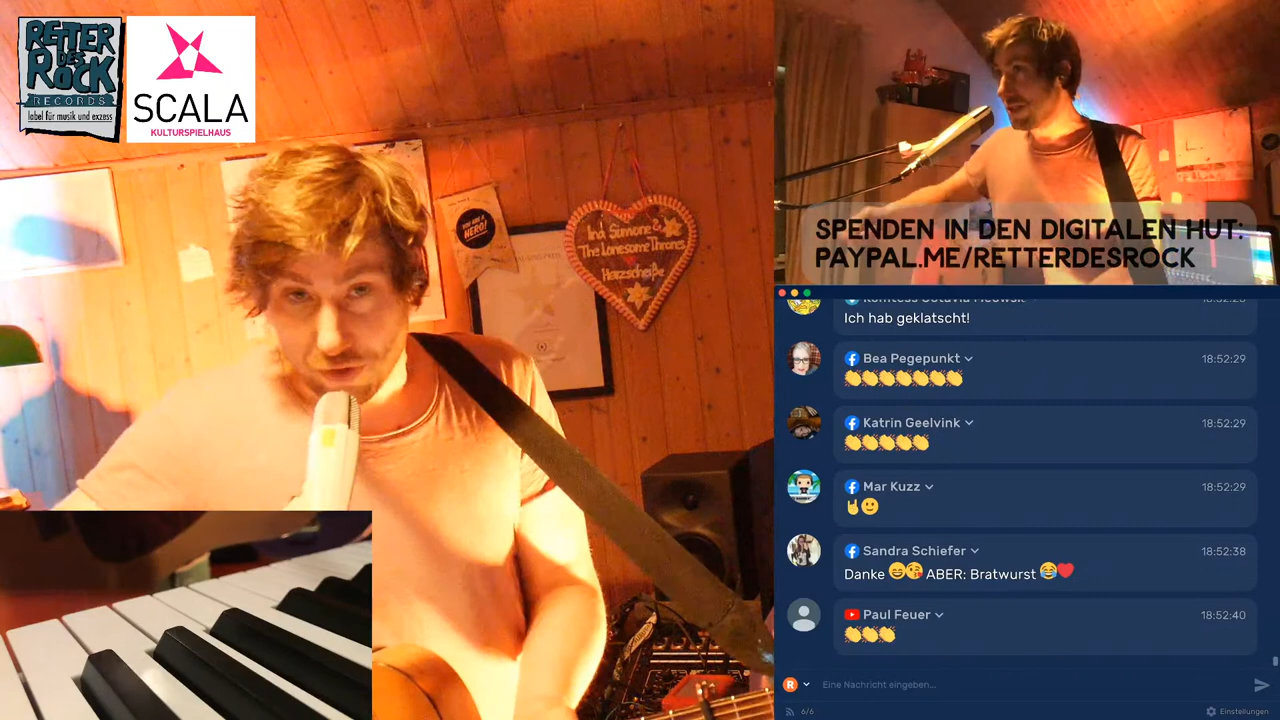 RETTER
DES
ROCK
RECORDS
label für musik und exzess
SCALA
KULTURSPIELHAUS
YOU ARE A
HERO!
Ina Simone &
The Lonesome Thrones
Herzscheiße
SPENDEN IN DEN DIGITALEN HUT:
PAYPAL.ME/RETTERDESROCK
Ich hab geklatscht!
Bea Pegepunkt 18:52:29
👏👏👏👏👏👏👏
Katrin Geelvink 18:52:29
👏👏👏👏👏
Mar Kuzz 18:52:29
🤘🙂
Sandra Schiefer 18:52:38
Danke 😄😘 ABER: Bratwurst 😂❤️
Paul Feuer 18:52:40
👏👏👏
R
Eine Nachricht eingeben...
6/6 Einstellungen